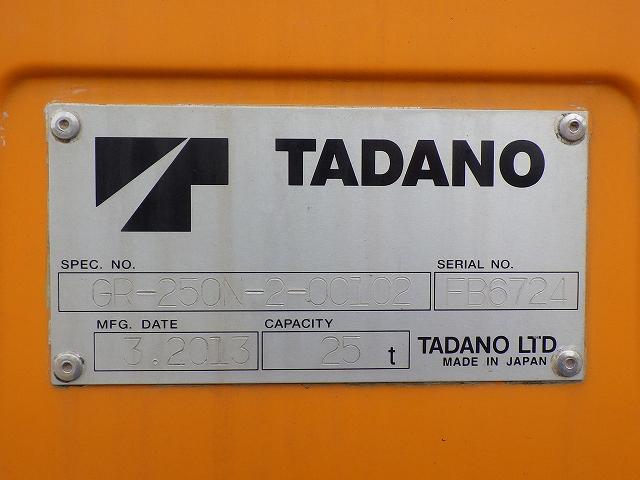 TADANO
SPEC. NO. SERIAL NO.
GR-250N-2-00102 FB6724
MFG. DATE CAPACITY
3.2013 25 t TADANO LTD
MADE IN JAPAN